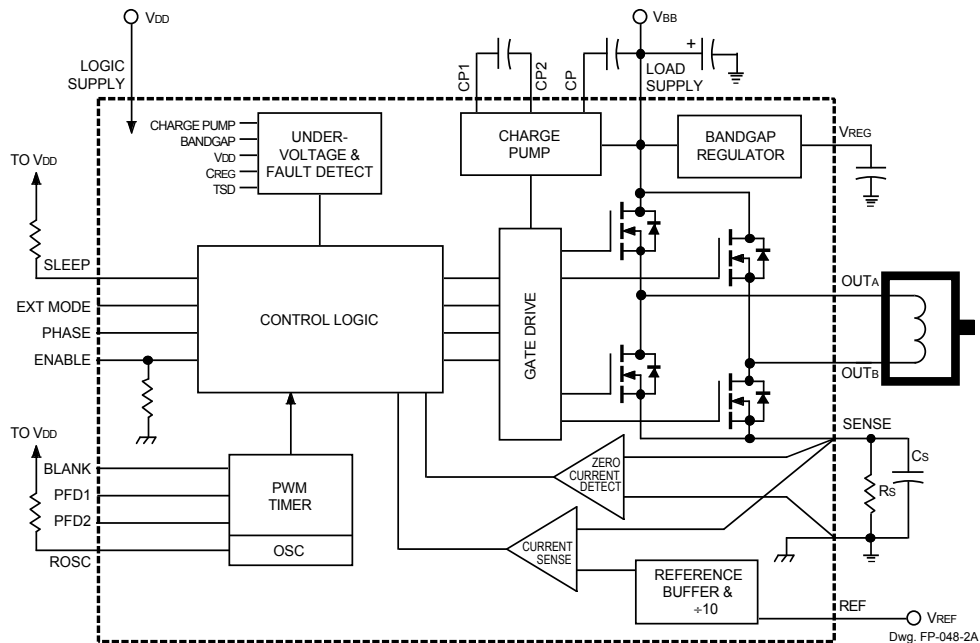 VDD
LOGIC
SUPPLY
CP1
CP2
CP
VBB
LOAD
SUPPLY
+
CHARGE PUMP
BANDGAP
VDD
CREG
TSD
UNDER-
VOLTAGE &
FAULT DETECT
CHARGE
PUMP
BANDGAP
REGULATOR
VREG
TO VDD
SLEEP
EXT MODE
PHASE
ENABLE
CONTROL LOGIC
GATE DRIVE
OUTA
OUTB
SENSE
CS
RS
TO VDD
BLANK
PFD1
PFD2
ROSC
PWM
TIMER
OSC
ZERO
CURRENT
DETECT
CURRENT
SENSE
REFERENCE
BUFFER &
÷10
REF
VREF
Dwg. FP-048-2A